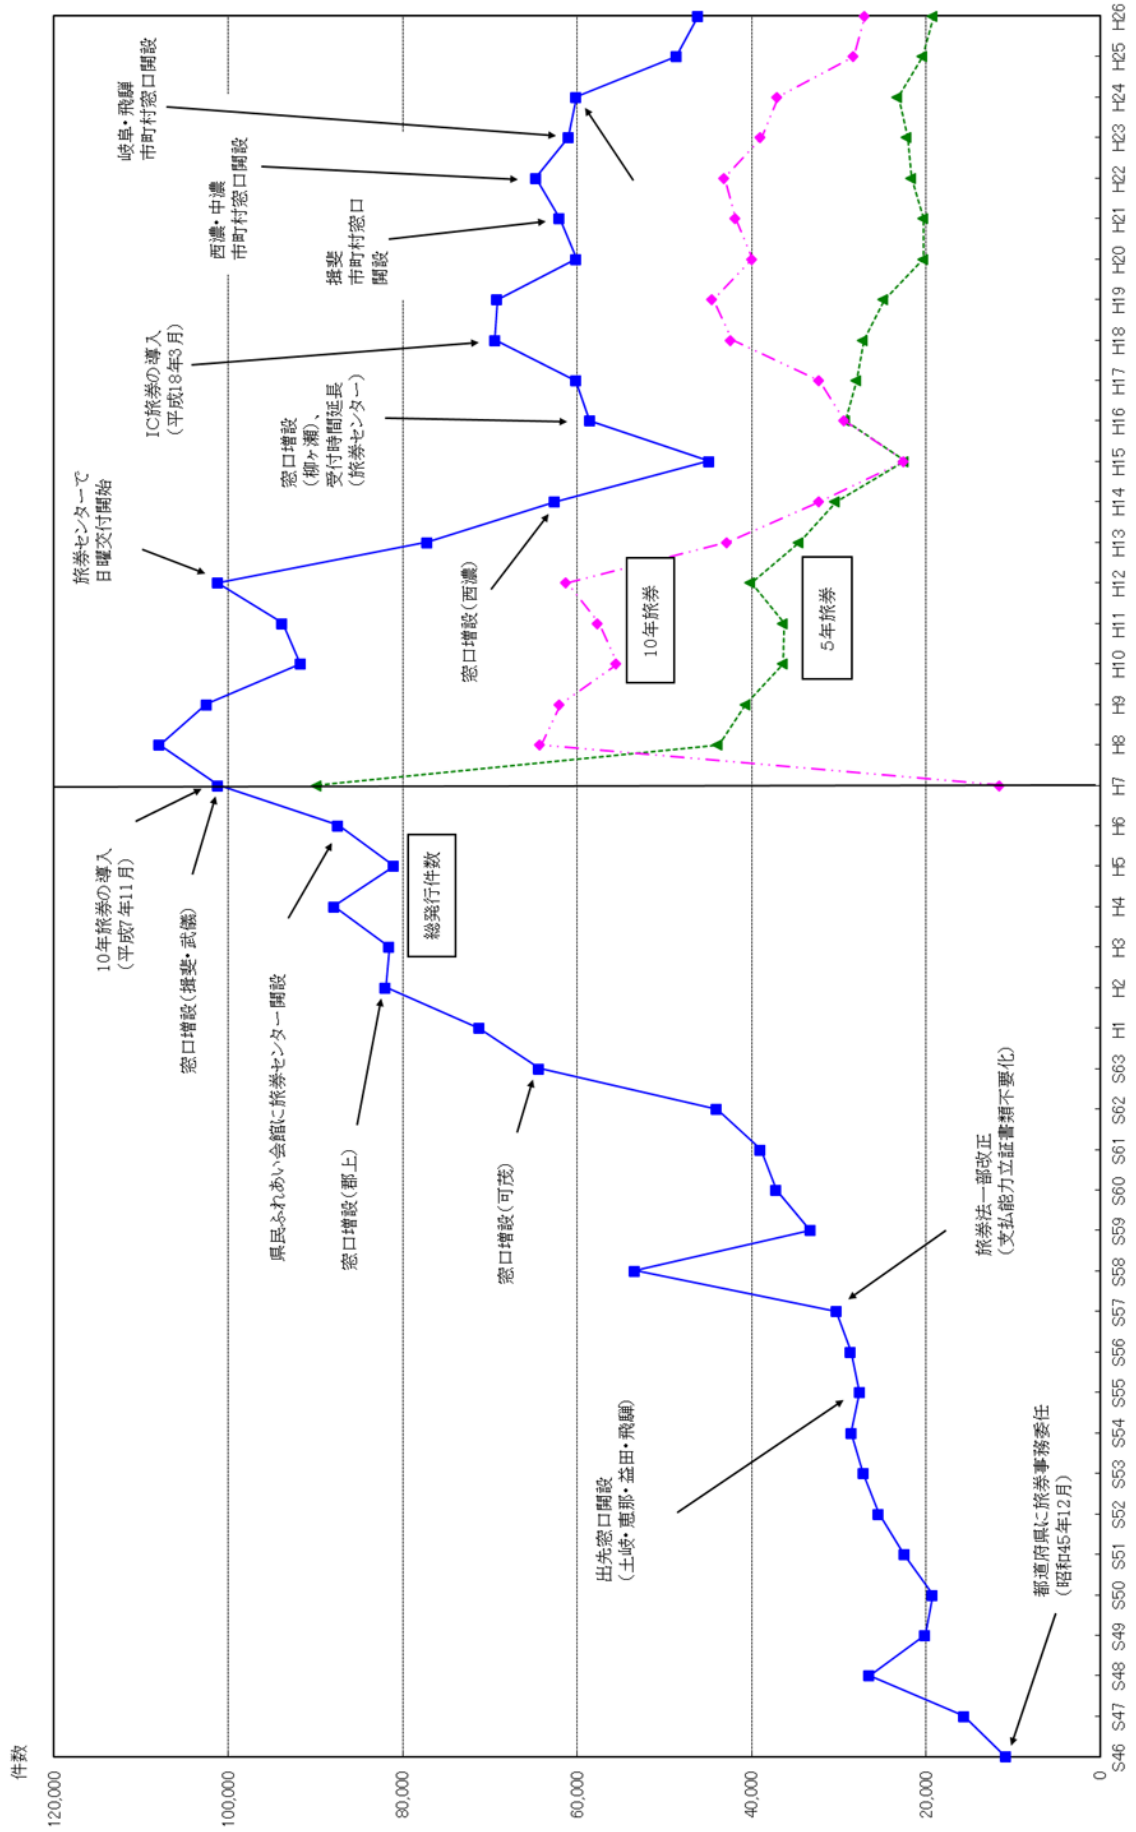 件数
120,000
100,000
80,000
60,000
40,000
20,000
0
都道府県に旅券事務委任
(昭和45年12月)
出先窓口開設
(土岐・恵那・益田・飛騨)
旅券法一部改正
(支払能力立証書類不要化)
窓口増設(可茂)
窓口増設(郡上)
県民ふれあい会館に旅券センター開設
窓口増設(揖斐・武儀)
10年旅券の導入
(平成7年11月)
総発行件数
旅券センターで
日曜交付開始
窓口増設(西濃)
10年旅券
5年旅券
窓口増設
(柳ヶ瀬)、
受付時間延長
(旅券センター)
IC旅券の導入
(平成18年3月)
揖斐
市町村窓口
開設
西濃・中濃
市町村窓口開設
岐阜・飛騨
市町村窓口開設
S46
S47
S48
S49
S50
S51
S52
S53
S54
S55
S56
S57
S58
S59
S60
S61
S62
S63
H1
H2
H3
H4
H5
H6
H7
H8
H9
H10
H11
H12
H13
H14
H15
H16
H17
H18
H19
H20
H21
H22
H23
H24
H25
H26